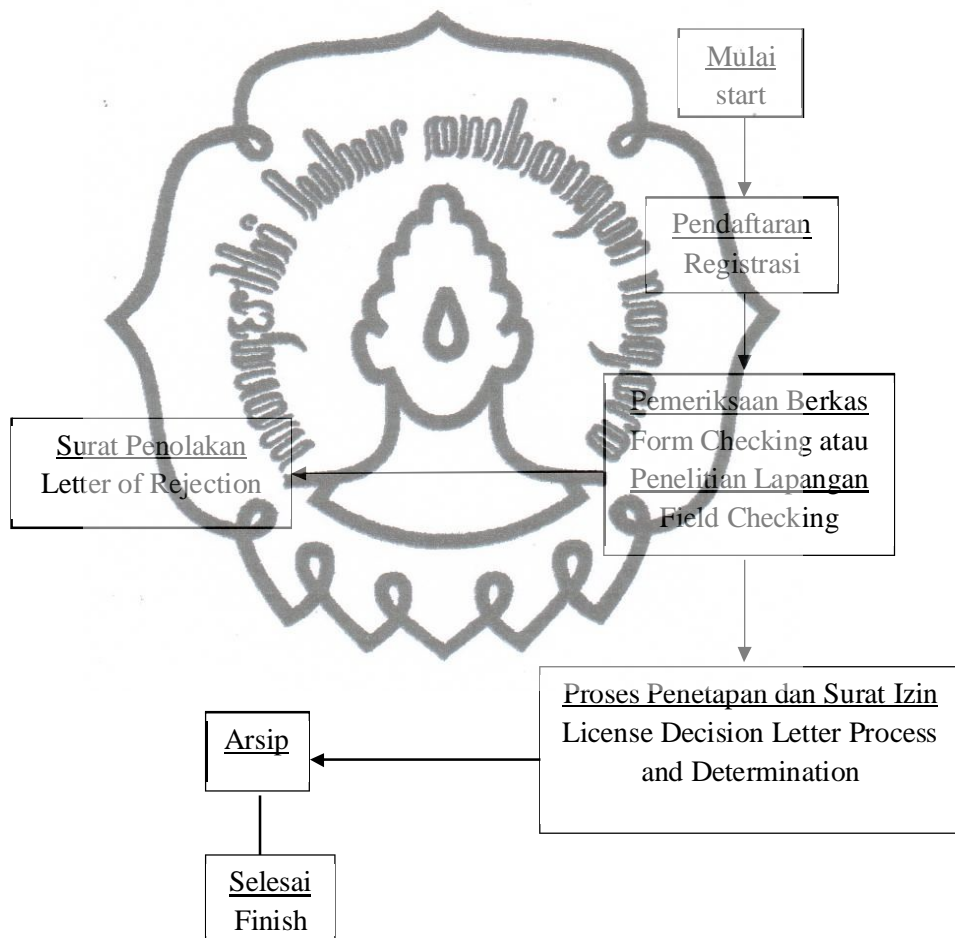 Mulai
start
Pendaftaran
Registrasi
Pemeriksaan Berkas
Form Checking atau
Penelitian Lapangan
Field Checking
Surat Penolakan
Letter of Rejection
Proses Penetapan dan Surat Izin
License Decision Letter Process
and Determination
Arsip
Selesai
Finish